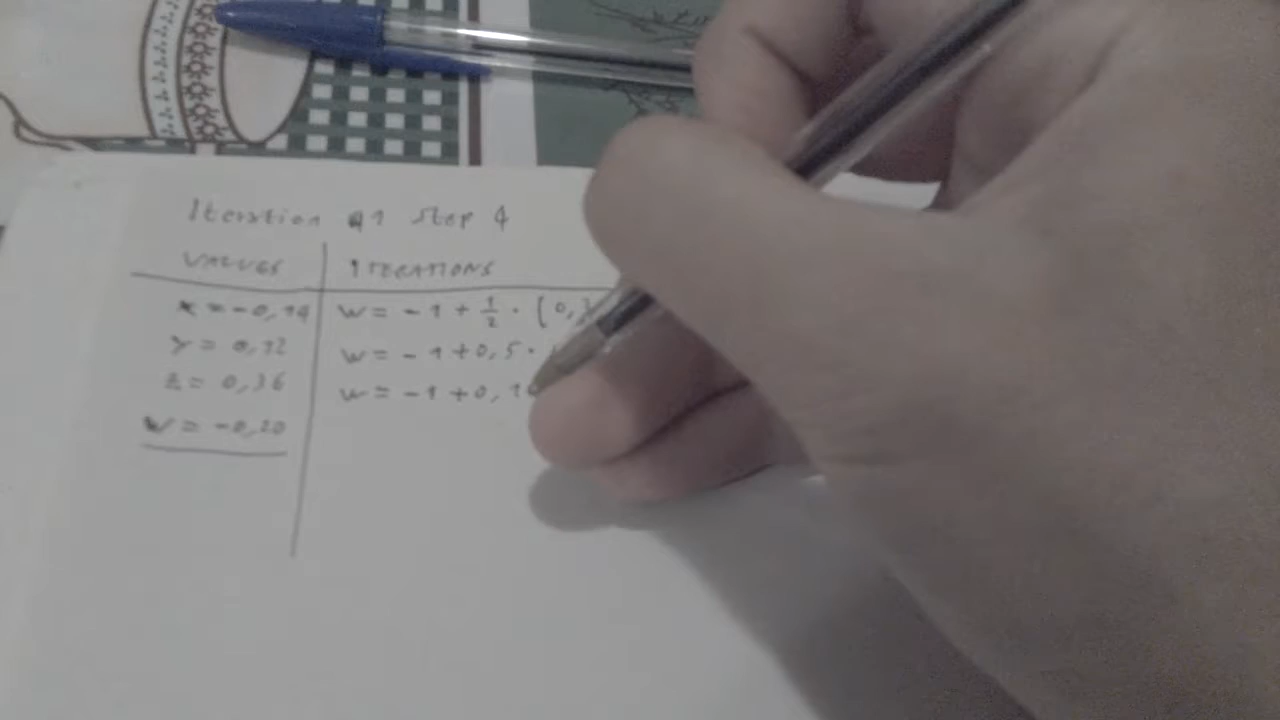 Iteration #1 Step 4
VALUES ITERATIONS
x = -0,14 w = -1 + 1/2 · (0,
y = 0,12 w = -1 + 0,5 ·
z = 0,36 w = -1 + 0,1
w = -0,20